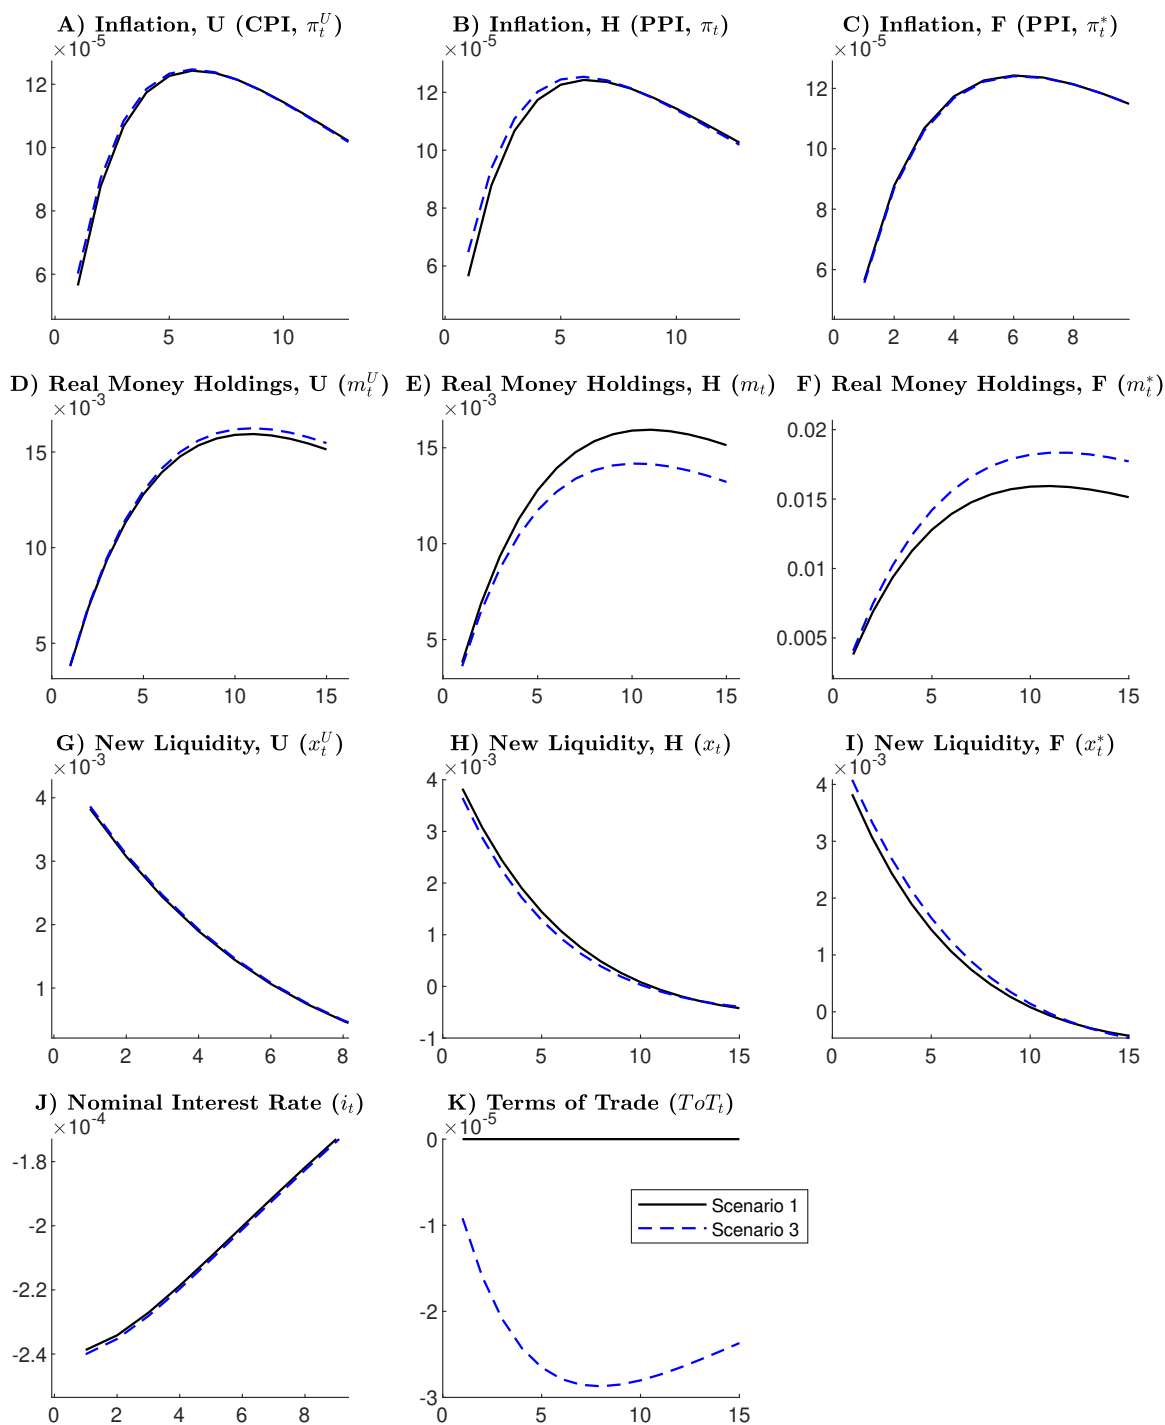 A) Inflation, U (CPI, $\pi_t^U$) B) Inflation, H (PPI, $\pi_t$) C) Inflation, F (PPI, $\pi_t^*$)
×10⁻⁵ ×10⁻⁵ ×10⁻⁵
12 10 8 6
0 5 10
12 10 8 6
0 5 10
12 10 8 6
0 2 4 6 8
D) Real Money Holdings, U ($m_t^U$) E) Real Money Holdings, H ($m_t$) F) Real Money Holdings, F ($m_t^*$)
×10⁻³ ×10⁻³
15 10 5
0 5 10 15
15 10 5
0 5 10 15
0.02 0.015 0.01 0.005
0 5 10 15
G) New Liquidity, U ($x_t^U$) H) New Liquidity, H ($x_t$) I) New Liquidity, F ($x_t^*$)
×10⁻³ ×10⁻³ ×10⁻³
4 3 2 1
0 2 4 6 8
4 3 2 1 0 -1
0 5 10 15
4 3 2 1 0
0 5 10 15
J) Nominal Interest Rate ($i_t$) K) Terms of Trade ($ToT_t$)
×10⁻⁴ ×10⁻⁵
-1.8 -2 -2.2 -2.4
0 2 4 6 8
0 -1 -2 -3
0 5 10 15
Scenario 1
Scenario 3